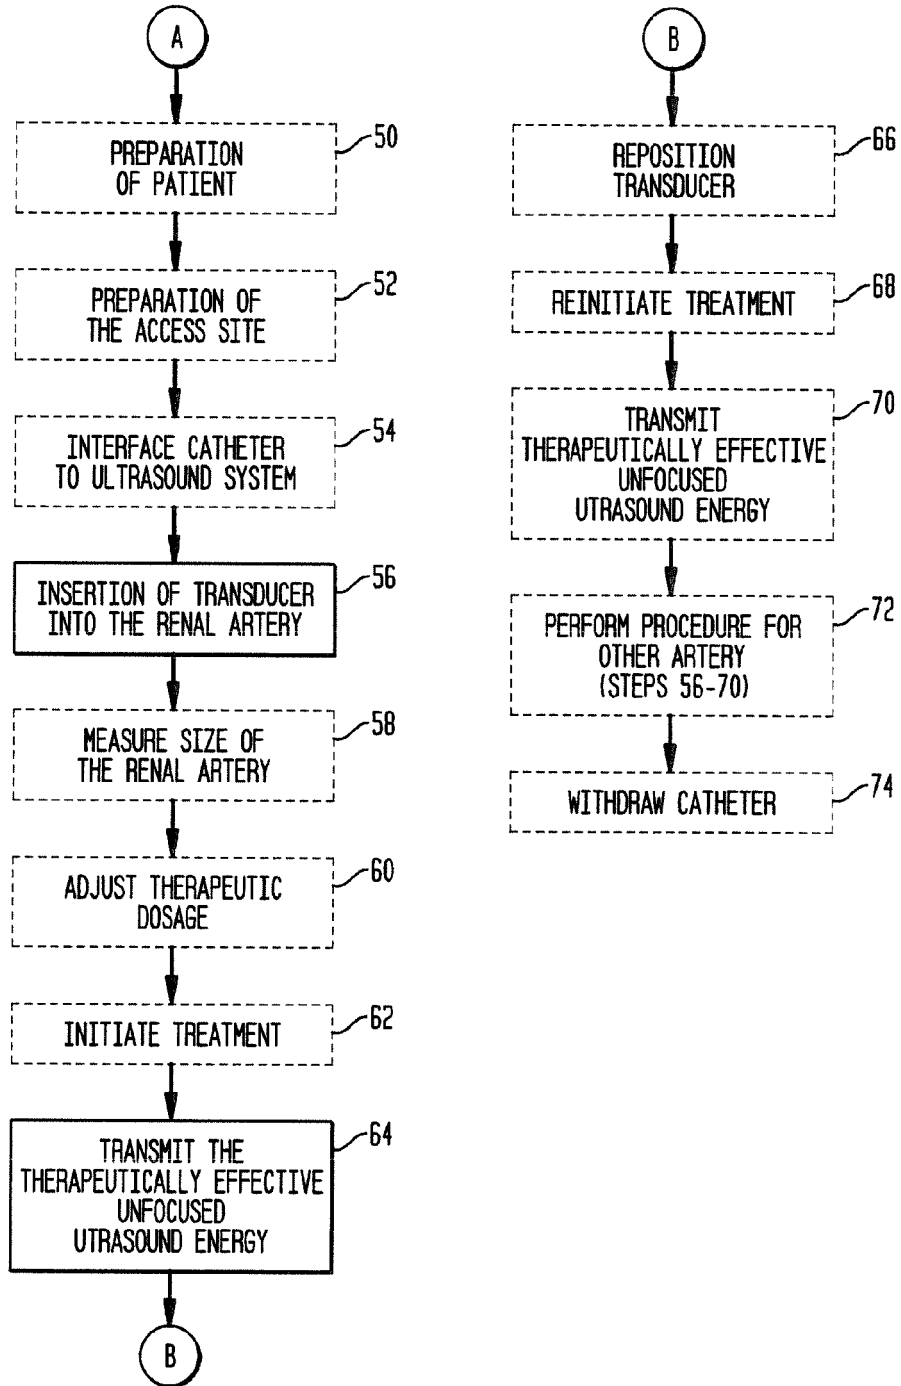 A
50
PREPARATION
OF PATIENT
52
PREPARATION OF
THE ACCESS SITE
54
INTERFACE CATHETER
TO ULTRASOUND SYSTEM
56
INSERTION OF TRANSDUCER
INTO THE RENAL ARTERY
58
MEASURE SIZE OF
THE RENAL ARTERY
60
ADJUST THERAPEUTIC
DOSAGE
62
INITIATE TREATMENT
64
TRANSMIT THE
THERAPEUTICALLY EFFECTIVE
UNFOCUSED
UTRASOUND ENERGY
B
B
66
REPOSITION
TRANSDUCER
68
REINITIATE TREATMENT
70
TRANSMIT
THERAPEUTICALLY EFFECTIVE
UNFOCUSED
UTRASOUND ENERGY
72
PERFORM PROCEDURE FOR
OTHER ARTERY
(STEPS 56-70)
74
WITHDRAW CATHETER